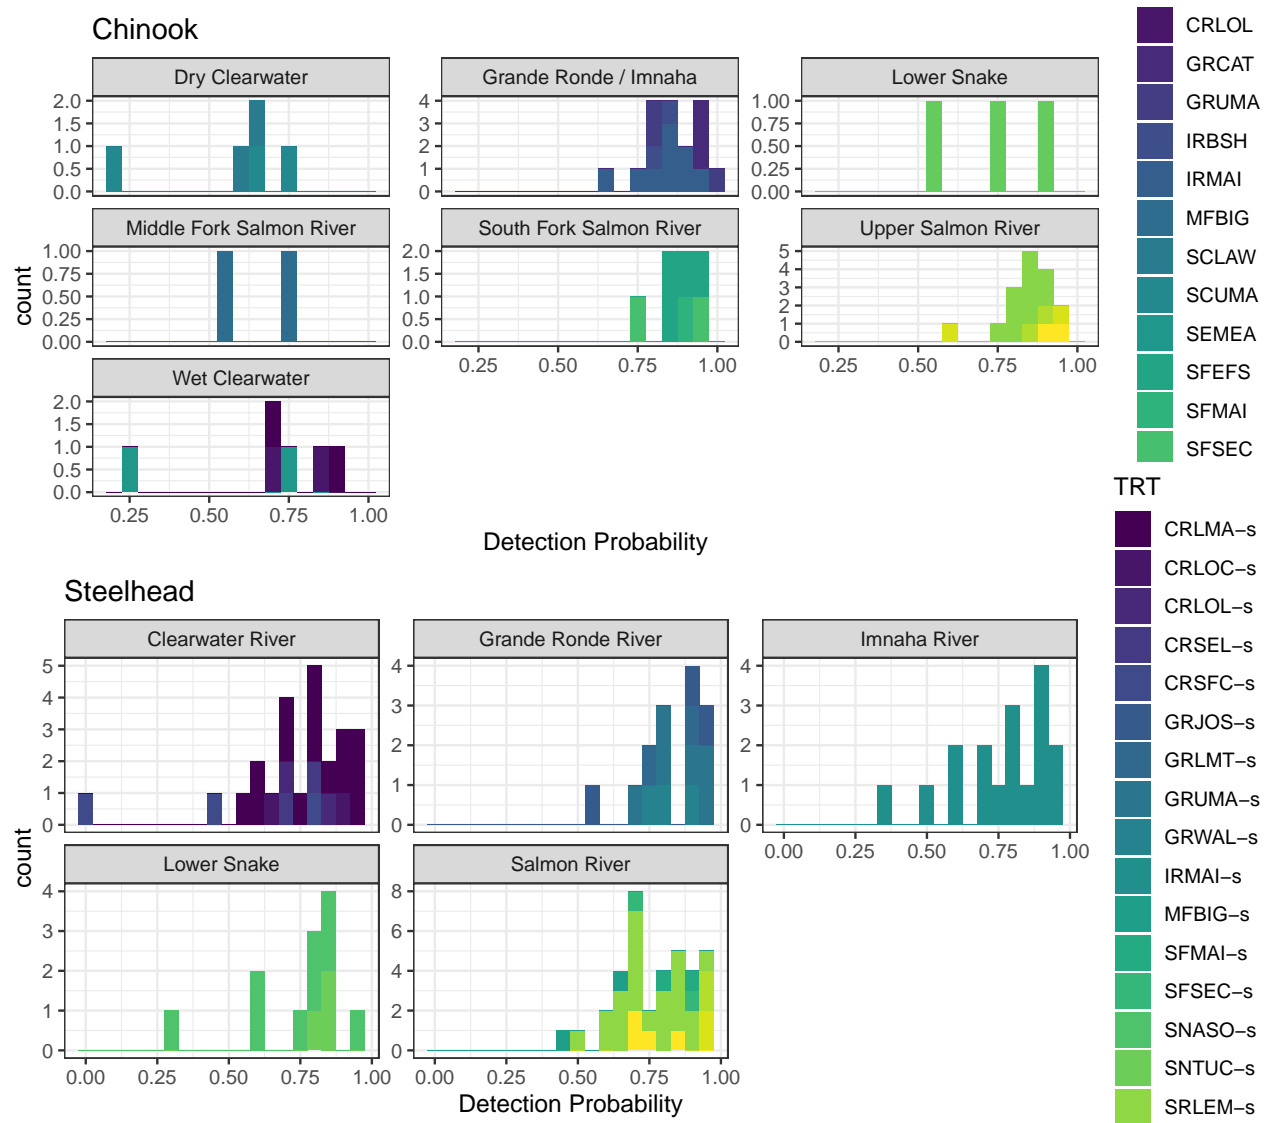 Chinook
Dry Clearwater
Grande Ronde / Imnaha
Lower Snake
2.0
1.5
1.0
0.5
0.0
4
3
2
1
0
1.00
0.75
0.50
0.25
0.00
Middle Fork Salmon River
South Fork Salmon River
Upper Salmon River
1.00
0.75
0.50
0.25
0.00
2.0
1.5
1.0
0.5
0.0
5
4
3
2
1
0
0.25 0.50 0.75 1.00
0.25 0.50 0.75 1.00
Wet Clearwater
2.0
1.5
1.0
0.5
0.0
0.25 0.50 0.75 1.00
count
Detection Probability
CRLOL
GRCAT
GRUMA
IRBSH
IRMAI
MFBIG
SCLAW
SCUMA
SEMEA
SFEFS
SFMAI
SFSEC
Steelhead
Clearwater River
Grande Ronde River
Imnaha River
5
4
3
2
1
0
4
3
2
1
0
4
3
2
1
0
0.00 0.25 0.50 0.75 1.00
Lower Snake
Salmon River
4
3
2
1
0
8
6
4
2
0
0.00 0.25 0.50 0.75 1.00
0.00 0.25 0.50 0.75 1.00
count
Detection Probability
TRT
CRLMA−s
CRLOC−s
CRLOL−s
CRSEL−s
CRSFC−s
GRJOS−s
GRLMT−s
GRUMA−s
GRWAL−s
IRMAI−s
MFBIG−s
SFMAI−s
SFSEC−s
SNASO−s
SNTUC−s
SRLEM−s